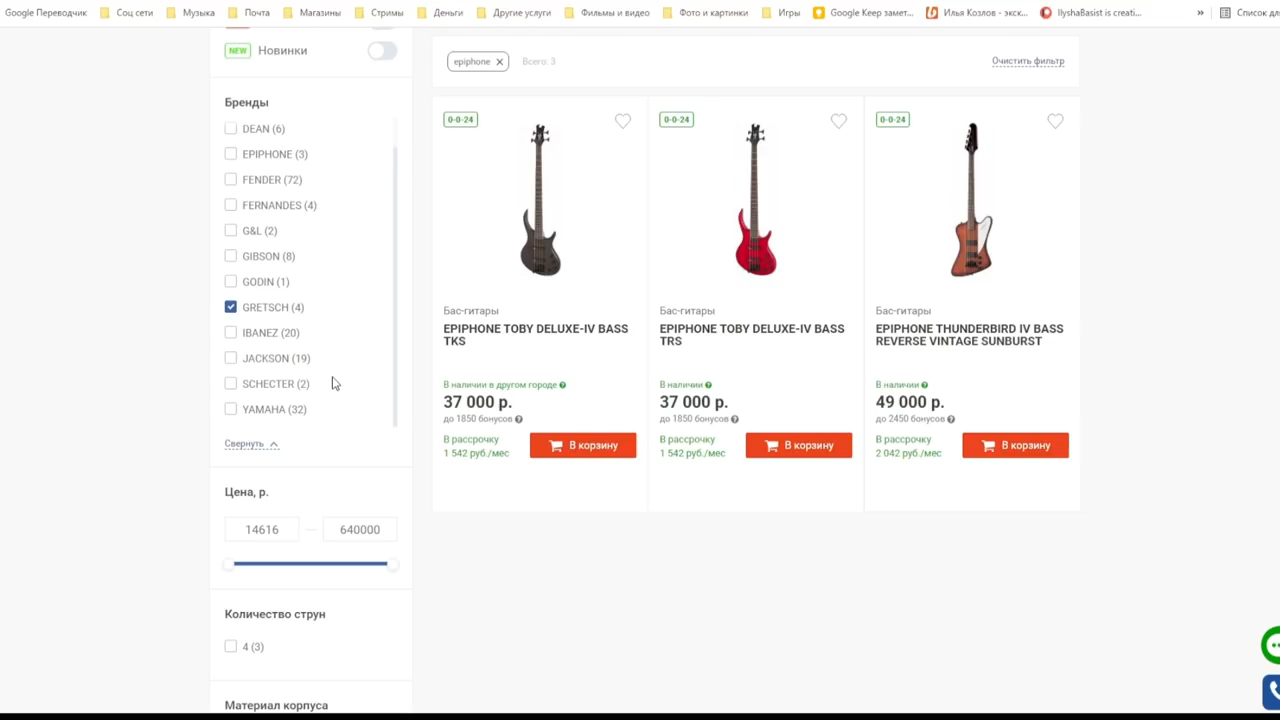 Google Переводчик Соц сети Музыка Почта Магазины Стримы Деньги Другие услуги Фильмы и видео Фото и картинки Игры Google Keep замет... Илья Козлов - экск... IlyshaBasist is creati... » Список дл
NEW Новинки
epiphone Всего: 3 Очистить фильтр
Бренды
DEAN (6)
EPIPHONE (3)
FENDER (72)
FERNANDES (4)
G&L (2)
GIBSON (8)
GODIN (1)
GRETSCH (4)
IBANEZ (20)
JACKSON (19)
SCHECTER (2)
YAMAHA (32)
Свернуть
Цена, р.
14616 — 640000
Количество струн
4 (3)
Материал корпуса
0-0-24
Бас-гитары
EPIPHONE TOBY DELUXE-IV BASS
TKS
В наличии в другом городе ?
37 000 р.
до 1850 бонусов ?
В рассрочку
1 542 руб./мес
В корзину
0-0-24
Бас-гитары
EPIPHONE TOBY DELUXE-IV BASS
TRS
В наличии ?
37 000 р.
до 1850 бонусов ?
В рассрочку
1 542 руб./мес
В корзину
0-0-24
Бас-гитары
EPIPHONE THUNDERBIRD IV BASS
REVERSE VINTAGE SUNBURST
В наличии ?
49 000 р.
до 2450 бонусов ?
В рассрочку
2 042 руб./мес
В корзину